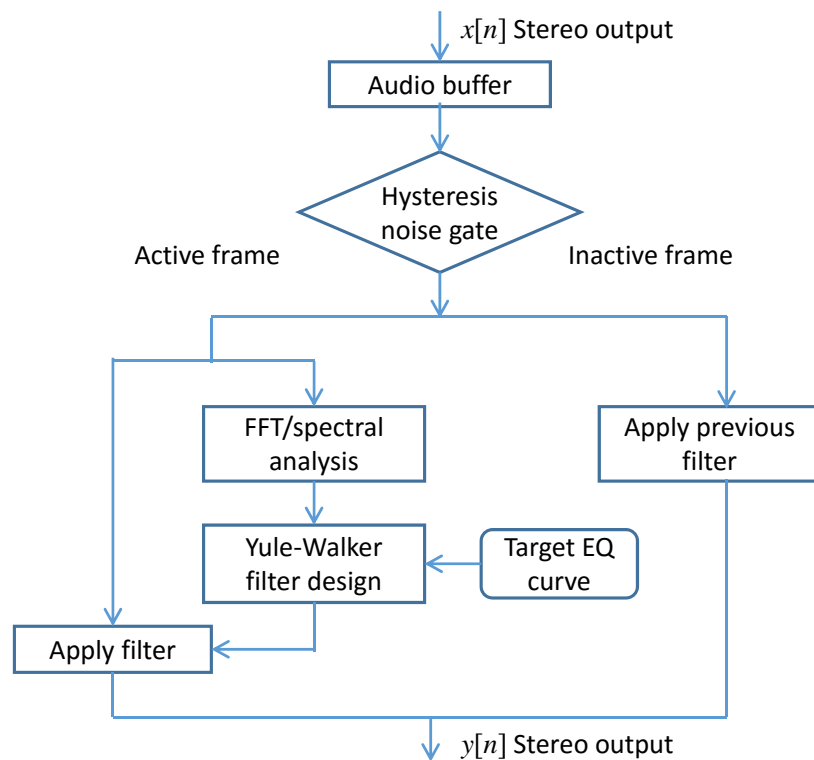 x[n] Stereo output
Audio buffer
Hysteresis
noise gate
Active frame
Inactive frame
FFT/spectral
analysis
Apply previous
filter
Yule-Walker
filter design
Target EQ
curve
Apply filter
y[n] Stereo output